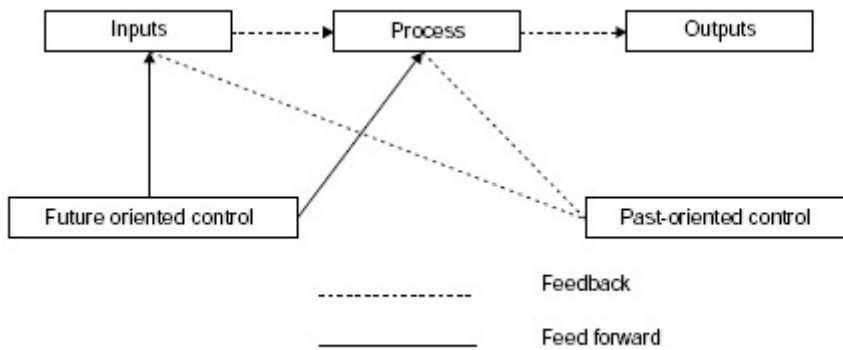 Inputs
Process
Outputs
Future oriented control
Past-oriented control
Feedback
Feed forward